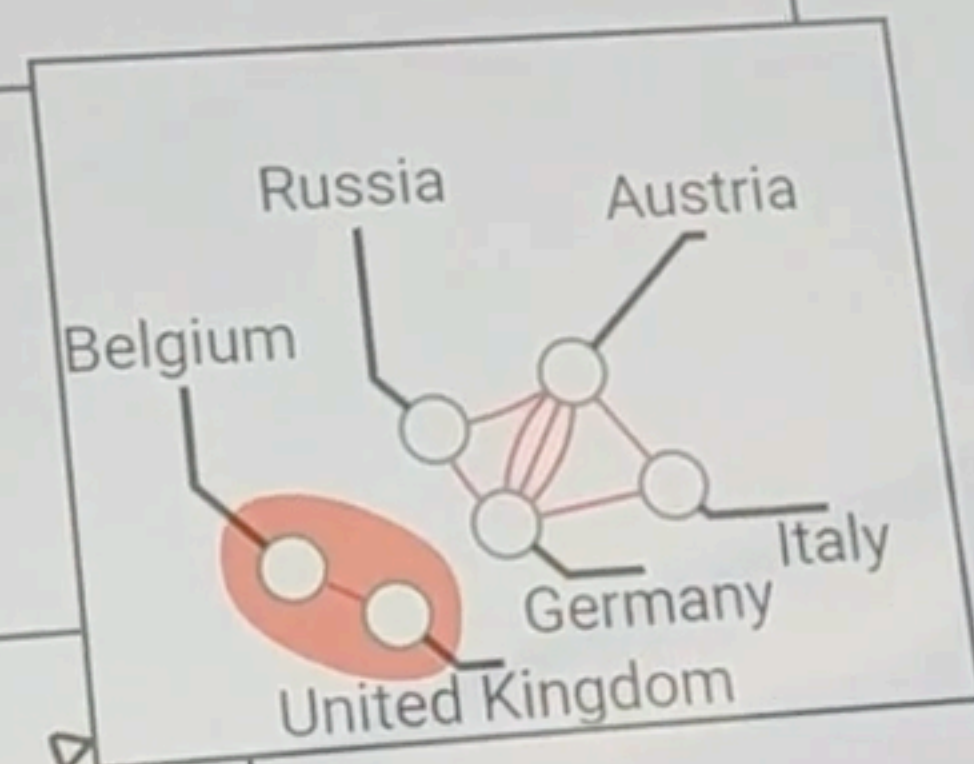 Russia
Austria
Belgium
Italy
Germany
United Kingdom